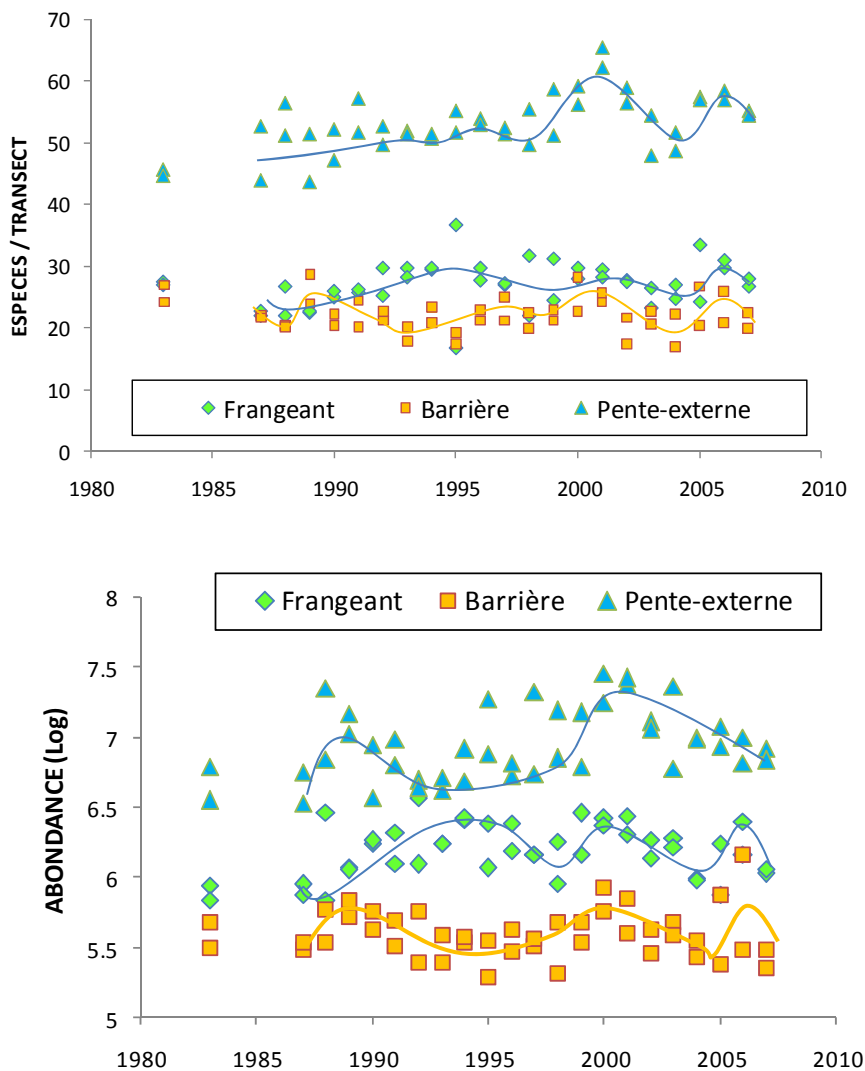 70
60
50
40
30
20
10
0
ESPECES / TRANSECT
Frangeant Barrière Pente-externe
1980 1985 1990 1995 2000 2005 2010
Frangeant Barrière Pente-externe
8
7.5
7
6.5
6
5.5
5
ABONDANCE (Log)
1980 1985 1990 1995 2000 2005 2010